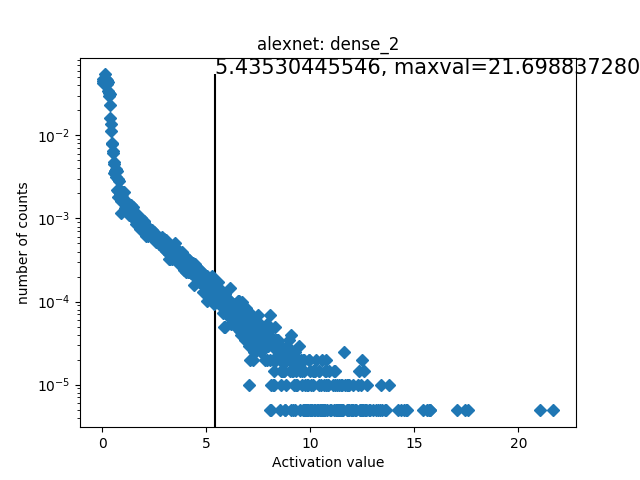 alexnet: dense_2
5.43530445546, maxval=21.698837280
number of counts
10⁻²
10⁻³
10⁻⁴
10⁻⁵
0 5 10 15 20
Activation value